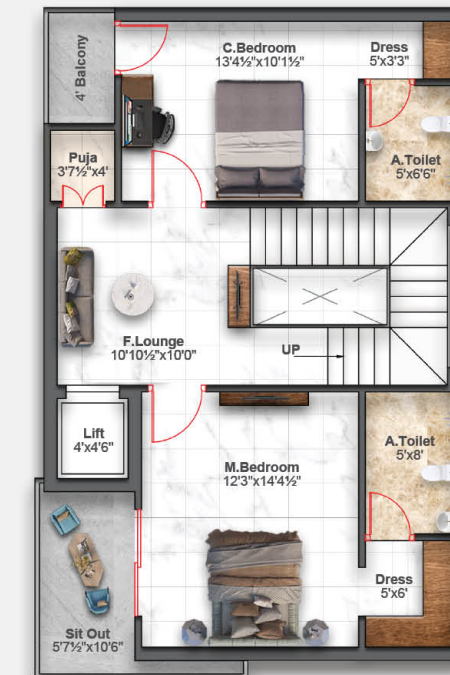 4' Balcony
C.Bedroom
13'4½"x10'1½"
Dress
5'x3'3"
Puja
3'7½"x4'
A.Toilet
5'x6'6"
F.Lounge
10'10½"x10'0"
UP
Lift
4'x4'6"
M.Bedroom
12'3"x14'4½"
A.Toilet
5'x8'
Dress
5'x6'
Sit Out
5'7½"x10'6"